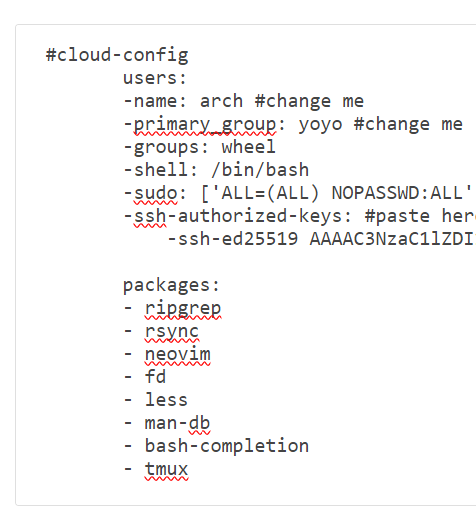 #cloud-config
users:
-name: arch #change me
-primary_group: yoyo #change me
-groups: wheel
-shell: /bin/bash
-sudo: ['ALL=(ALL) NOPASSWD:ALL'
-ssh-authorized-keys: #paste her
-ssh-ed25519 AAAAC3NzaC1lZDI
packages:
- ripgrep
- rsync
- neovim
- fd
- less
- man-db
- bash-completion
- tmux